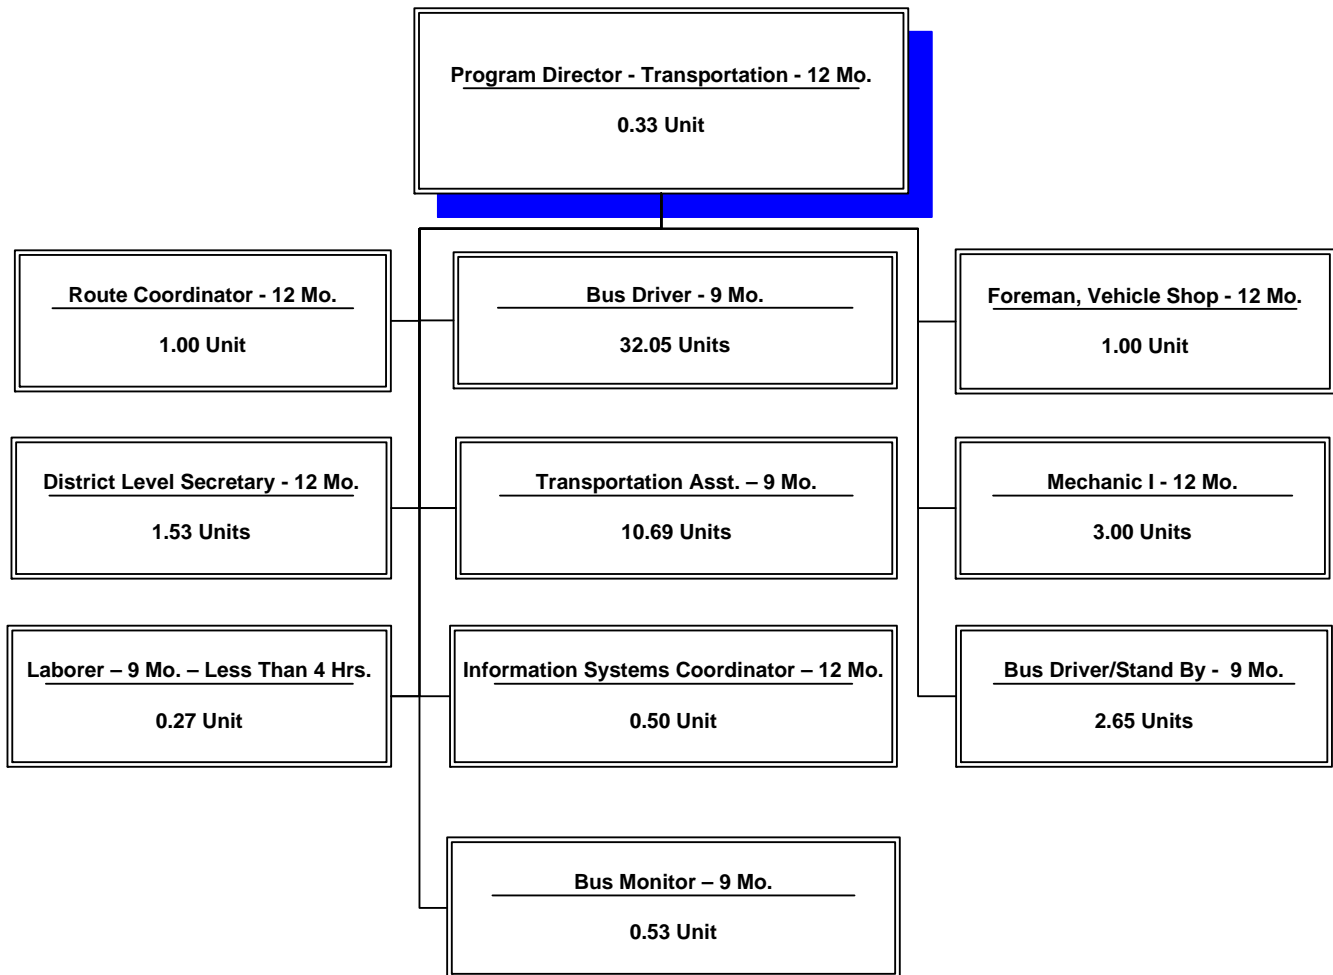 Program Director - Transportation - 12 Mo.
0.33 Unit
Route Coordinator - 12 Mo.
1.00 Unit
Bus Driver - 9 Mo.
32.05 Units
Foreman, Vehicle Shop - 12 Mo.
1.00 Unit
District Level Secretary - 12 Mo.
1.53 Units
Transportation Asst. – 9 Mo.
10.69 Units
Mechanic I - 12 Mo.
3.00 Units
Laborer – 9 Mo. – Less Than 4 Hrs.
0.27 Unit
Information Systems Coordinator – 12 Mo.
0.50 Unit
Bus Driver/Stand By -  9 Mo.
2.65 Units
Bus Monitor – 9 Mo.
0.53 Unit